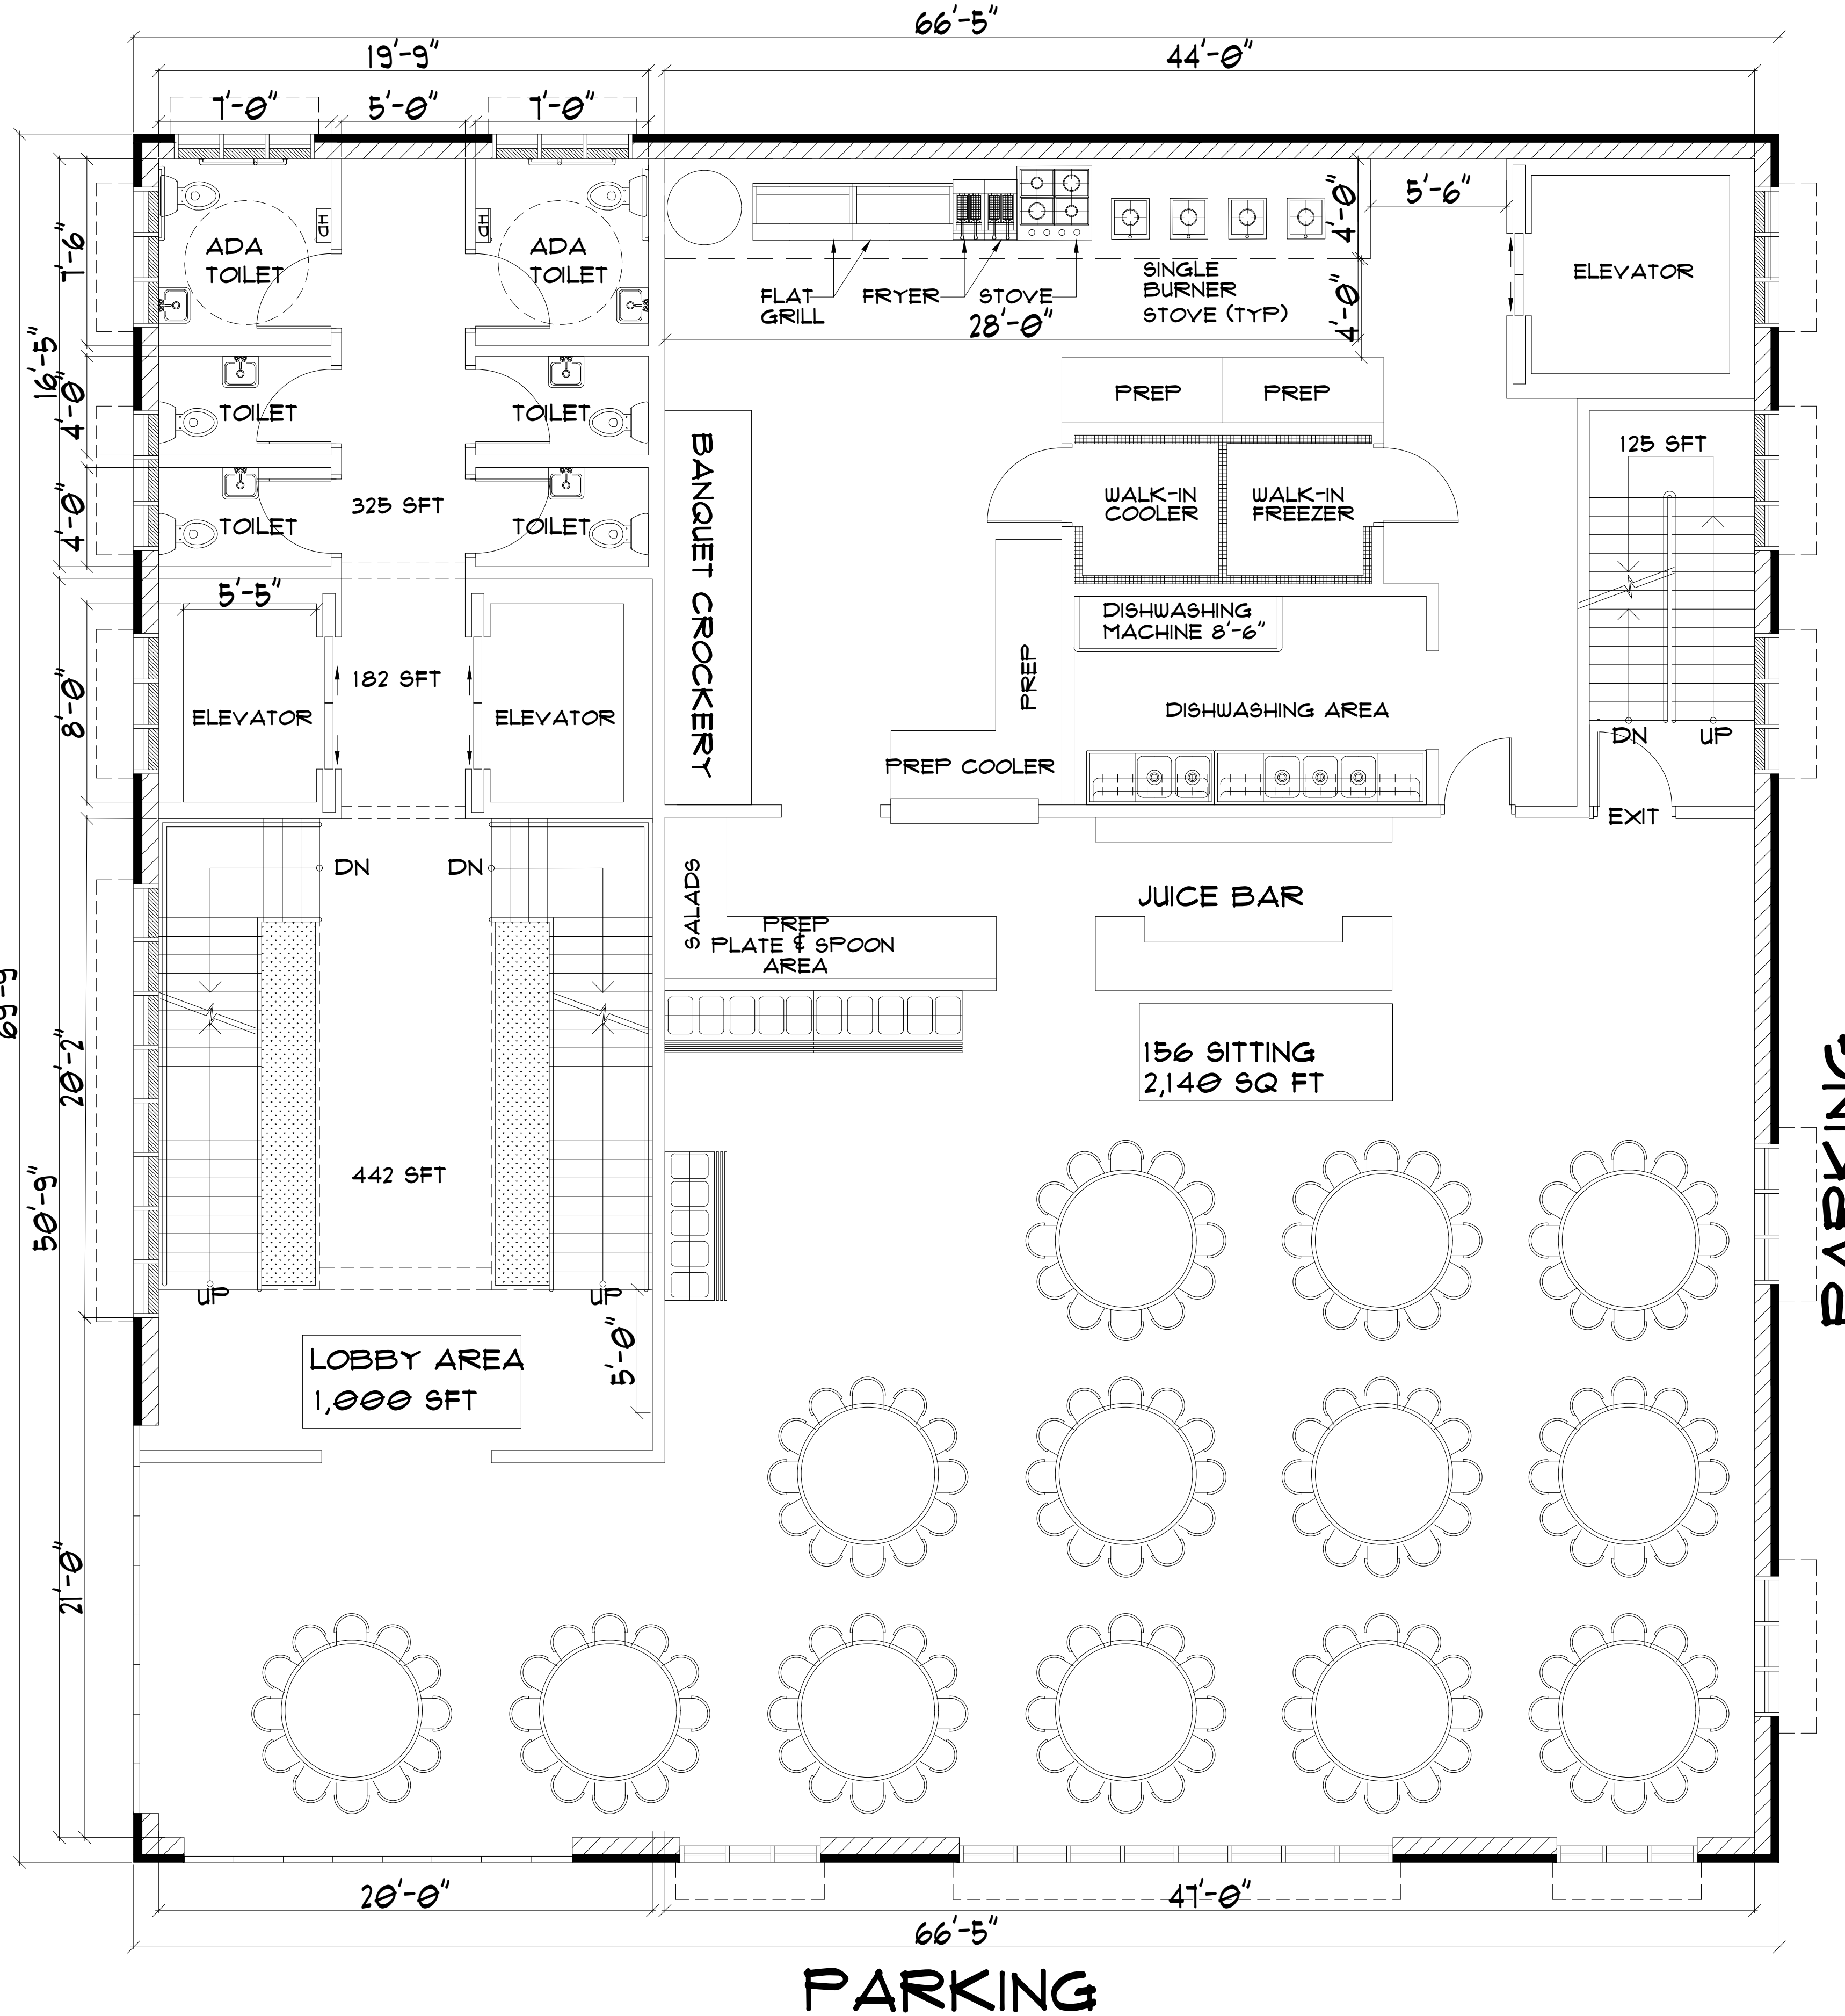 66'-5"
19'-9"
44'-0"
7'-0"
5'-0"
7'-0"
7'-6"
ADA
TOILET
HD
HD
ADA
TOILET
4'-0"
5'-6"
ELEVATOR
FLAT
GRILL
FRYER
STOVE
SINGLE
BURNER
STOVE (TYP)
28'-0"
4'-0"
16'-5"
4'-0"
TOILET
TOILET
PREP
PREP
125 SFT
BANQUET CROCKERY
WALK-IN
COOLER
WALK-IN
FREEZER
4'-0"
TOILET
325 SFT
TOILET
5'-5"
DISHWASHING
MACHINE 8'-6"
8'-0"
182 SFT
ELEVATOR
ELEVATOR
PREP
DISHWASHING AREA
DN
UP
PREP COOLER
EXIT
DN
DN
SALADS
JUICE BAR
PREP
PLATE & SPOON
AREA
69'-9
20'-2"
156 SITTING
2,140 SQ FT
50'-9"
442 SFT
PARKING
UP
UP
5'-0"
LOBBY AREA
1,000 SFT
21'-0"
20'-0"
47'-0"
66'-5"
PARKING